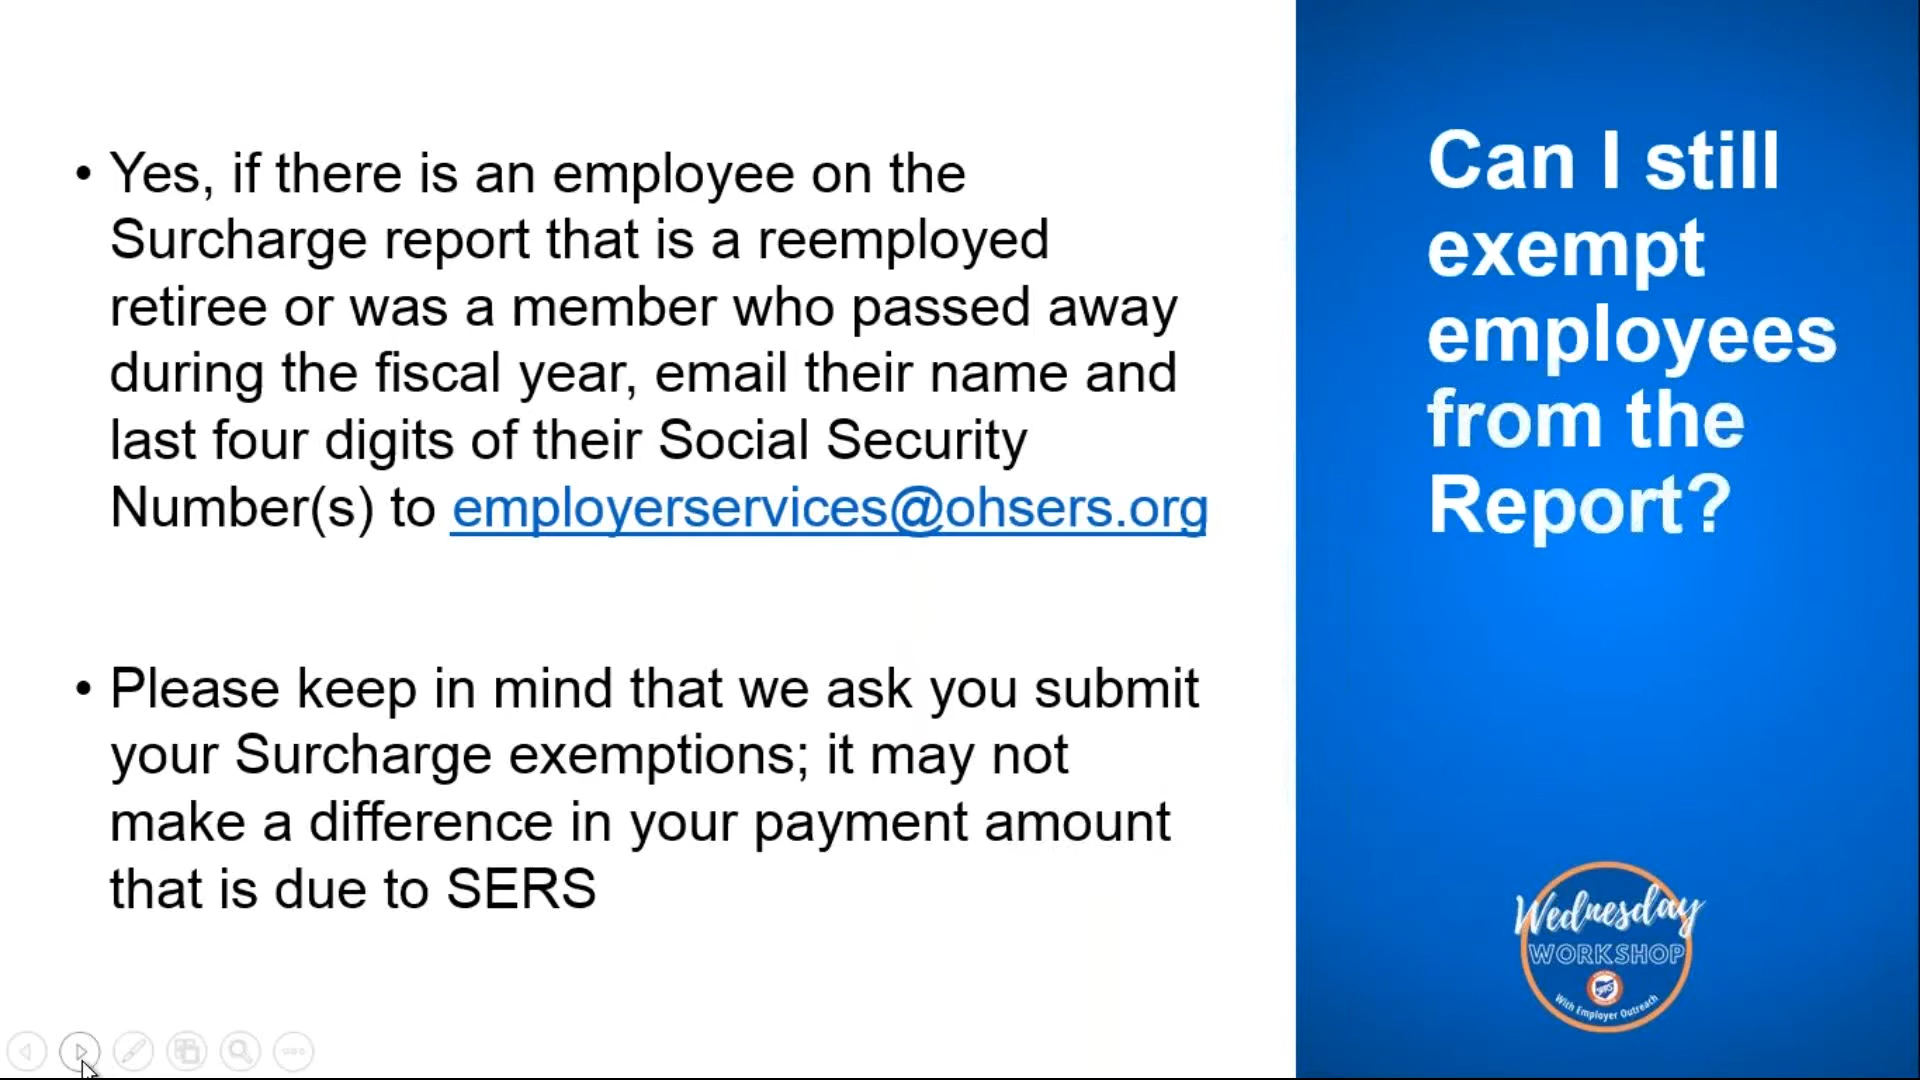 • Yes, if there is an employee on the
Surcharge report that is a reemployed
retiree or was a member who passed away
during the fiscal year, email their name and
last four digits of their Social Security
Number(s) to employerservices@ohsers.org
• Please keep in mind that we ask you submit
your Surcharge exemptions; it may not
make a difference in your payment amount
that is due to SERS
Can I still
exempt
employees
from the
Report?
Wednesday
WORKSHOP
With Employer Outreach